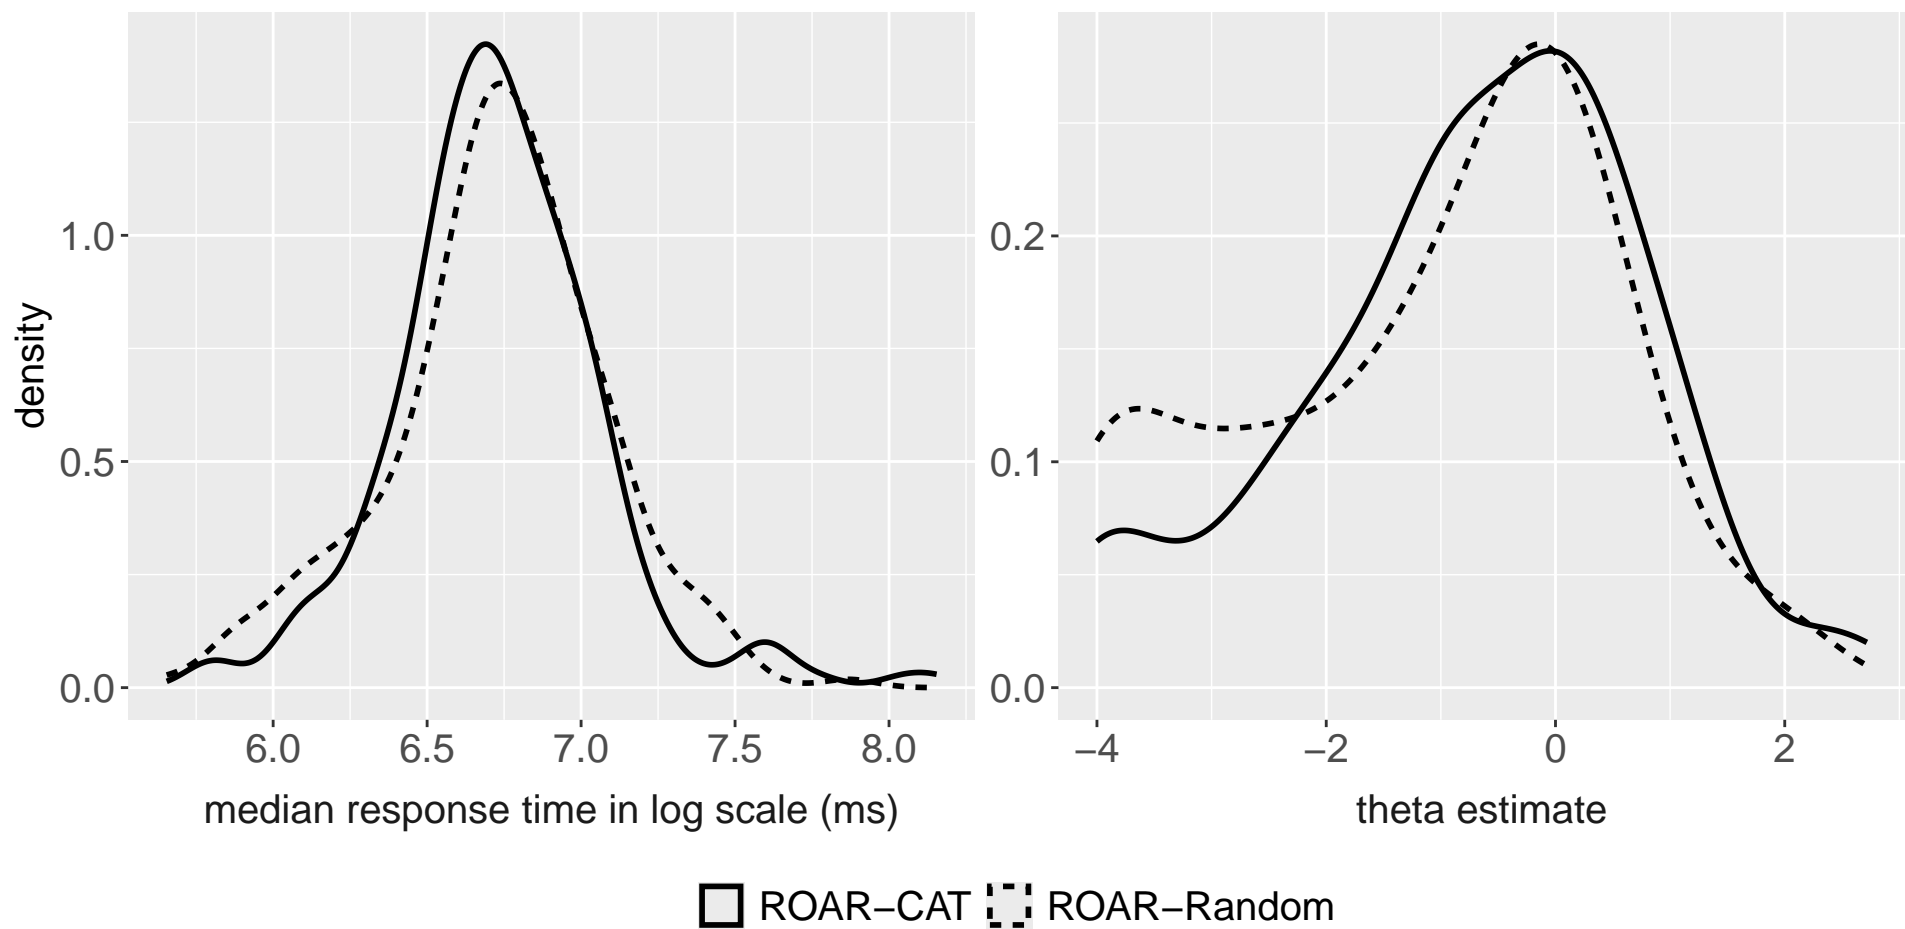 density
1.0
0.5
0.0
6.0 6.5 7.0 7.5 8.0
median response time in log scale (ms)
0.2
0.1
0.0
−4 −2 0 2
theta estimate
ROAR−CAT ROAR−Random